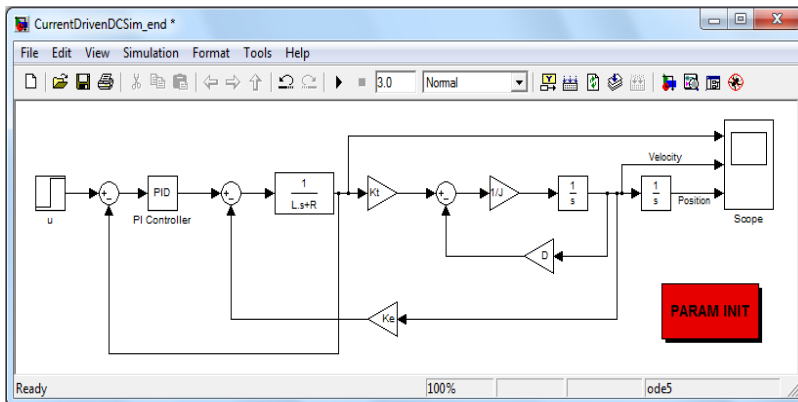 CurrentDrivenDCSim_end *
File Edit View Simulation Format Tools Help
3.0 Normal
Velocity
PID
1
L.s+R
Kt
1/J
1
s
1
s
Position
u
PI Controller
Scope
D
Ke
PARAM INIT
Ready 100% ode5